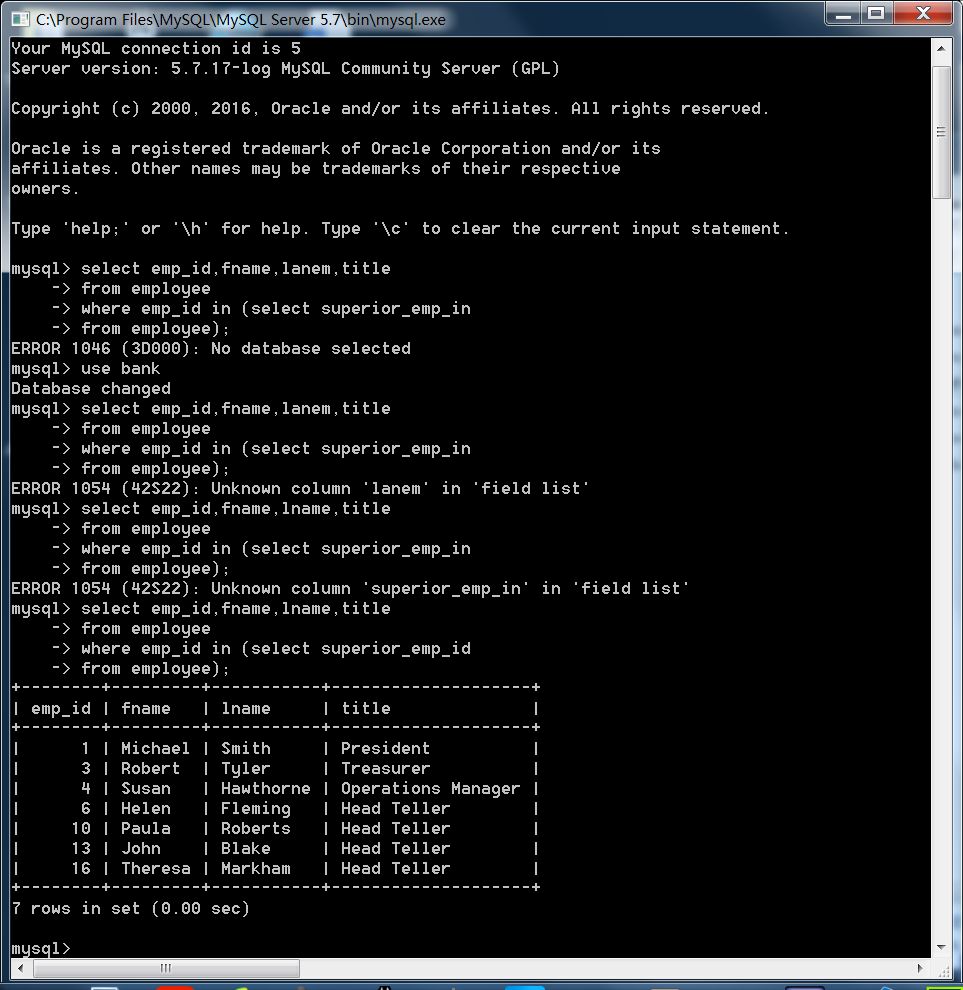 C:\Program Files\MySQL\MySQL Server 5.7\bin\mysql.exe
Your MySQL connection id is 5
Server version: 5.7.17-log MySQL Community Server (GPL)
Copyright (c) 2000, 2016, Oracle and/or its affiliates. All rights reserved.
Oracle is a registered trademark of Oracle Corporation and/or its
affiliates. Other names may be trademarks of their respective
owners.
Type 'help;' or '\h' for help. Type '\c' to clear the current input statement.
mysql> select emp_id,fname,lanem,title
    -> from employee
    -> where emp_id in (select superior_emp_in
    -> from employee);
ERROR 1046 (3D000): No database selected
mysql> use bank
Database changed
mysql> select emp_id,fname,lanem,title
    -> from employee
    -> where emp_id in (select superior_emp_in
    -> from employee);
ERROR 1054 (42S22): Unknown column 'lanem' in 'field list'
mysql> select emp_id,fname,lname,title
    -> from employee
    -> where emp_id in (select superior_emp_in
    -> from employee);
ERROR 1054 (42S22): Unknown column 'superior_emp_in' in 'field list'
mysql> select emp_id,fname,lname,title
    -> from employee
    -> where emp_id in (select superior_emp_id
    -> from employee);
+--------+---------+-----------+--------------------+
| emp_id | fname   | lname     | title              |
+--------+---------+-----------+--------------------+
|      1 | Michael | Smith     | President          |
|      3 | Robert  | Tyler     | Treasurer          |
|      4 | Susan   | Hawthorne | Operations Manager |
|      6 | Helen   | Fleming   | Head Teller        |
|     10 | Paula   | Roberts   | Head Teller        |
|     13 | John    | Blake     | Head Teller        |
|     16 | Theresa | Markham   | Head Teller        |
+--------+---------+-----------+--------------------+
7 rows in set (0.00 sec)
mysql>